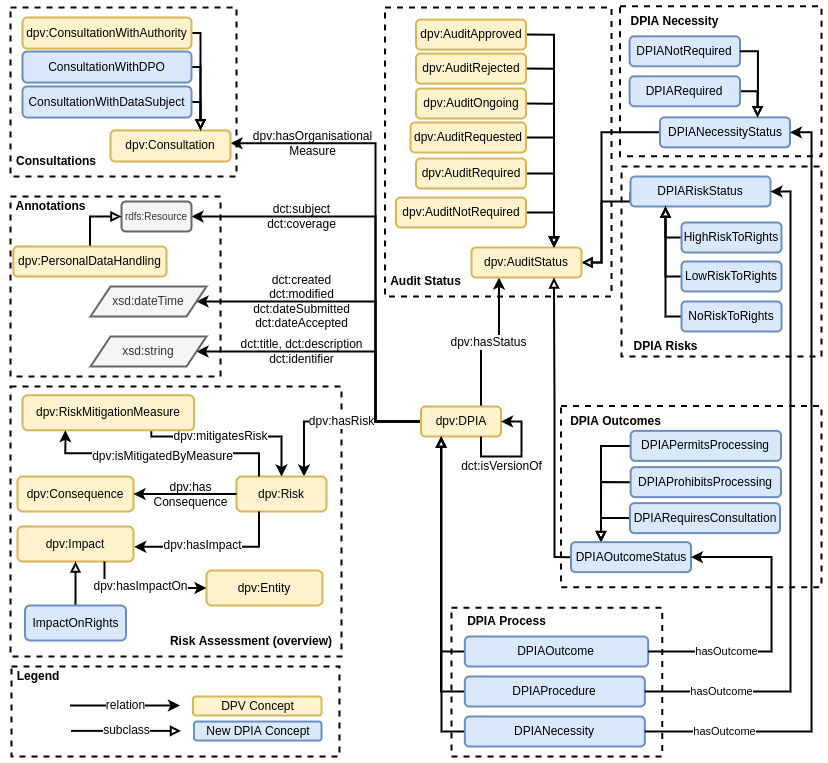 dpv:ConsultationWithAuthority
ConsultationWithDPO
ConsultationWithDataSubject
dpv:Consultation
Consultations
dpv:hasOrganisational
Measure
Annotations
rdfs:Resource
dpv:PersonalDataHandling
xsd:dateTime
xsd:string
dct:subject
dct:coverage
dct:created
dct:modified
dct:dateSubmitted
dct:dateAccepted
dct:title, dct:description
dct:identifier
dpv:AuditApproved
dpv:AuditRejected
dpv:AuditOngoing
dpv:AuditRequested
dpv:AuditRequired
dpv:AuditNotRequired
dpv:AuditStatus
Audit Status
dpv:hasStatus
DPIA Necessity
DPIANotRequired
DPIARequired
DPIANecessityStatus
DPIARiskStatus
HighRiskToRights
LowRiskToRights
NoRiskToRights
DPIA Risks
dpv:RiskMitigationMeasure
dpv:mitigatesRisk
dpv:isMitigatedByMeasure
dpv:hasRisk
dpv:Consequence
dpv:has
Consequence
dpv:Risk
dpv:Impact
dpv:hasImpact
dpv:hasImpactOn
dpv:Entity
ImpactOnRights
Risk Assessment (overview)
dpv:DPIA
dct:isVersionOf
DPIA Outcomes
DPIAPermitsProcessing
DPIAProhibitsProcessing
DPIARequiresConsultation
DPIAOutcomeStatus
DPIA Process
DPIAOutcome
hasOutcome
DPIAProcedure
hasOutcome
DPIANecessity
hasOutcome
Legend
relation
DPV Concept
subclass
New DPIA Concept